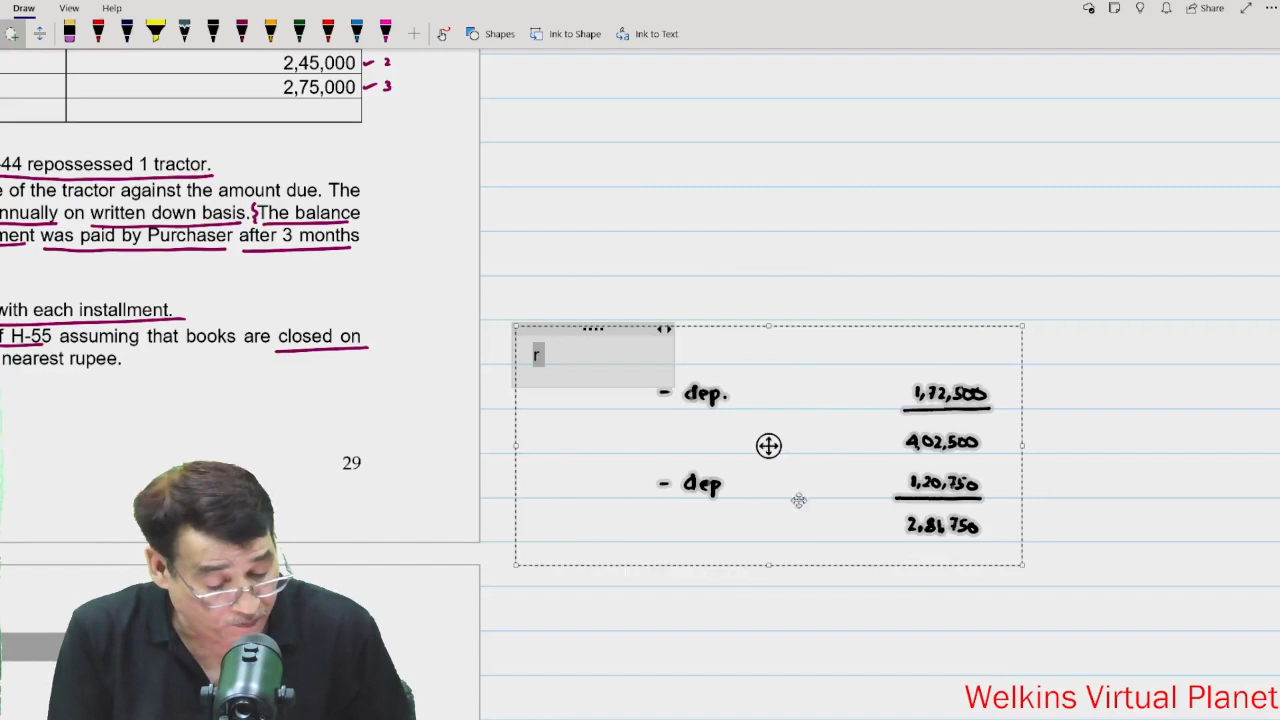 Draw View Help
Share
Shapes Ink to Shape Ink to Text
2,45,000 2
2,75,000 3
-44 repossessed 1 tractor.
e of the tractor against the amount due. The
nnually on written down basis. {The balance
ment was paid by Purchaser after 3 months
with each installment.
f H-55 assuming that books are closed on
nearest rupee.
29
r
- dep. 1,72,500
4,02,500
- dep 1,20,750
2,81,750
Welkins Virtual Planet